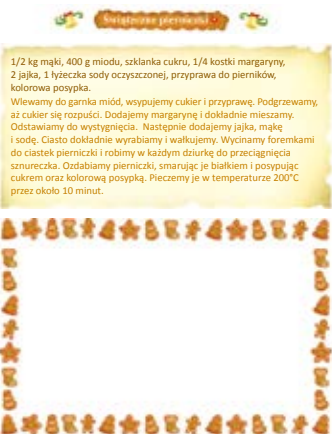 Świąteczne pierniczki
1/2 kg mąki, 400 g miodu, szklanka cukru, 1/4 kostki margaryny,
2 jajka, 1 łyżeczka sody oczyszczonej, przyprawa do pierników,
kolorowa posypka.
Wlewamy do garnka miód, wsypujemy cukier i przyprawę. Podgrzewamy,
aż cukier się rozpuści. Dodajemy margarynę i dokładnie mieszamy.
Odstawiamy do wystygnięcia. Następnie dodajemy jajka, mąkę
i sodę. Ciasto dokładnie wyrabiamy i wałkujemy. Wycinamy foremkami
do ciastek pierniczki i robimy w każdym dziurkę do przeciągnięcia
sznureczka. Ozdabiamy pierniczki, smarując je białkiem i posypując
cukrem oraz kolorową posypką. Pieczemy je w temperaturze 200°C
przez około 10 minut.